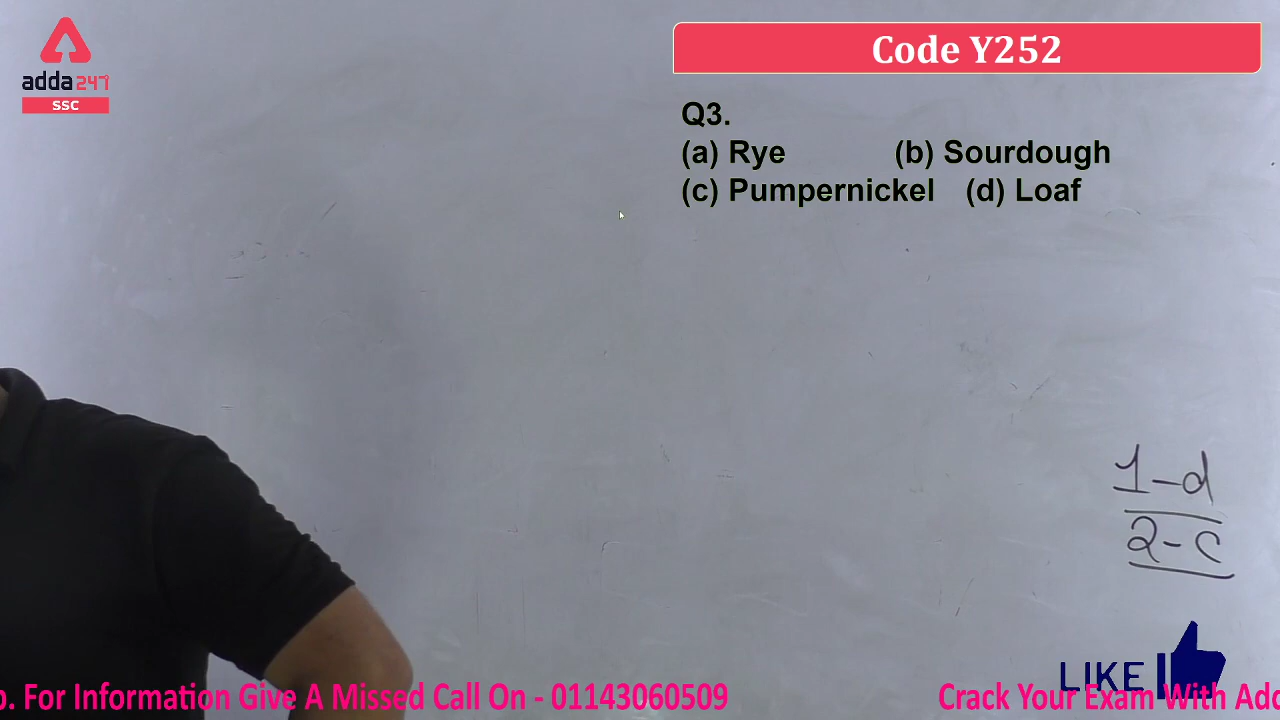 adda247
SSC
Code Y252
Q3.
(a) Rye (b) Sourdough
(c) Pumpernickel (d) Loaf
1-d
2-c
LIKE
. For Information Give A Missed Call On - 01143060509 Crack Your Exam With